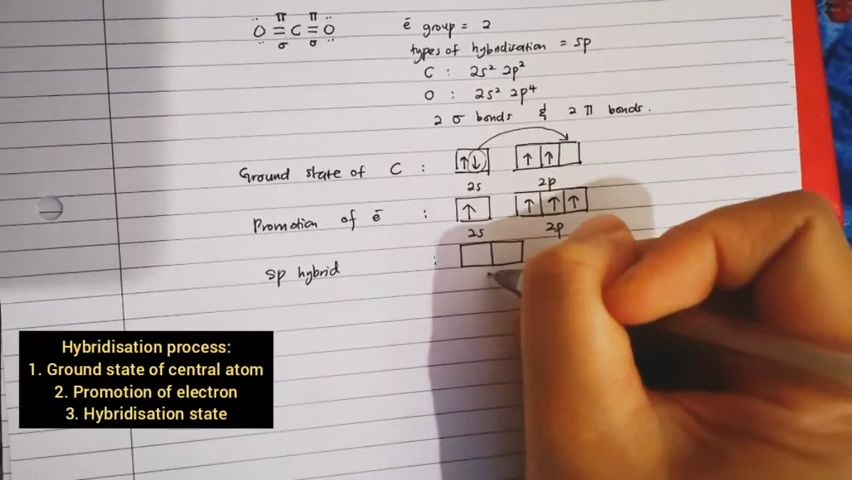 π π
:Ö=C=Ö:
σ σ
ē group = 2
types of hybridisation = sp
C : 2s² 2p²
O : 2s² 2p⁴
2 σ bonds & 2 π bonds.
Ground state of C : ↑↓ ↑ ↑
2s 2p
Promotion of ē : ↑ ↑ ↑ ↑
2s 2p
sp hybrid :
Hybridisation process:
1. Ground state of central atom
2. Promotion of electron
3. Hybridisation state